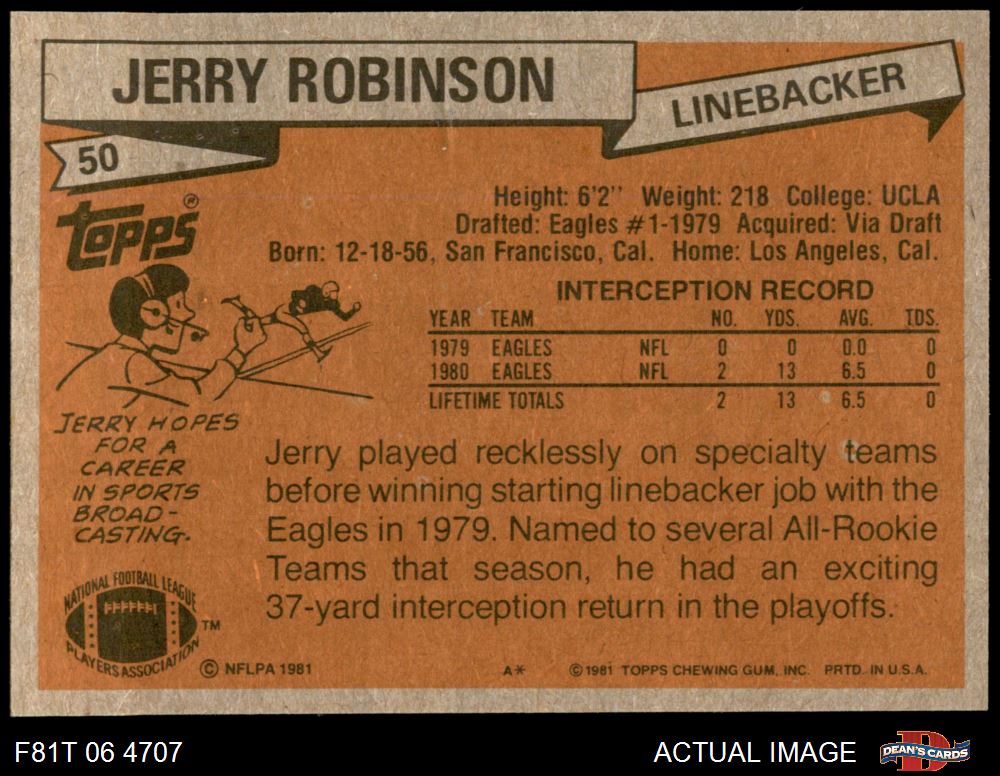 JERRY ROBINSON
LINEBACKER
50
TOPPS®
Height: 6'2" Weight: 218 College: UCLA
Drafted: Eagles #1-1979 Acquired: Via Draft
Born: 12-18-56, San Francisco, Cal. Home: Los Angeles, Cal.
INTERCEPTION RECORD
YEAR TEAM NO. YDS. AVG. TDS.
1979 EAGLES NFL 0 0 0.0 0
1980 EAGLES NFL 2 13 6.5 0
LIFETIME TOTALS 2 13 6.5 0
JERRY HOPES
FOR A
CAREER
IN SPORTS
BROAD-
CASTING.
Jerry played recklessly on specialty teams
before winning starting linebacker job with the
Eagles in 1979. Named to several All-Rookie
Teams that season, he had an exciting
37-yard interception return in the playoffs.
NATIONAL FOOTBALL LEAGUE
PLAYERS ASSOCIATION
TM
© NFLPA 1981
A*
© 1981 TOPPS CHEWING GUM, INC. PRTD. IN U.S.A.
F81T 06 4707
ACTUAL IMAGE
D
DEAN'S CARDS